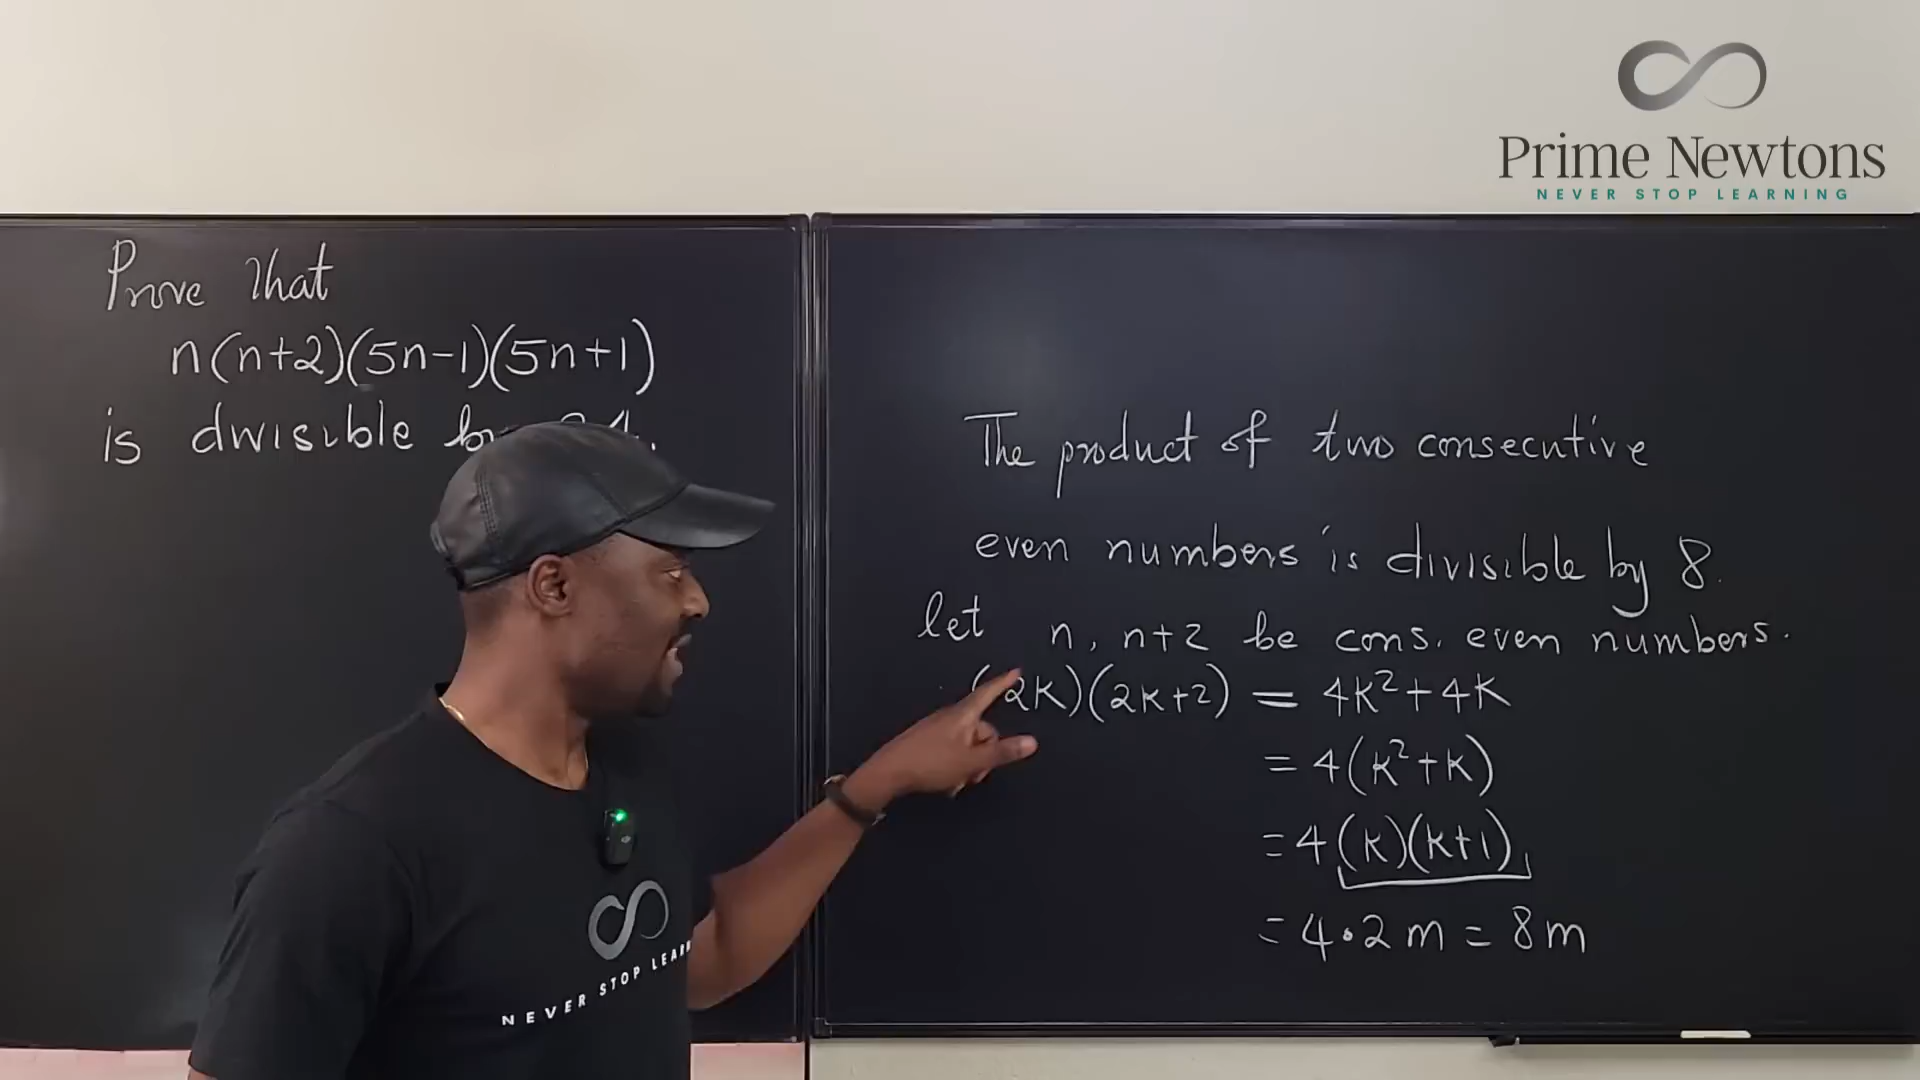 Prime Newtons
NEVER STOP LEARNING
Prove that
n(n+2)(5n-1)(5n+1)
is divisible
The product of two consecutive
even numbers is divisible by 8.
let n, n+2 be cons. even numbers.
(2k)(2k+2) = 4k²+4k
= 4(k²+k)
= 4(k)(k+1)
= 4•2m = 8m
NEVER STOP